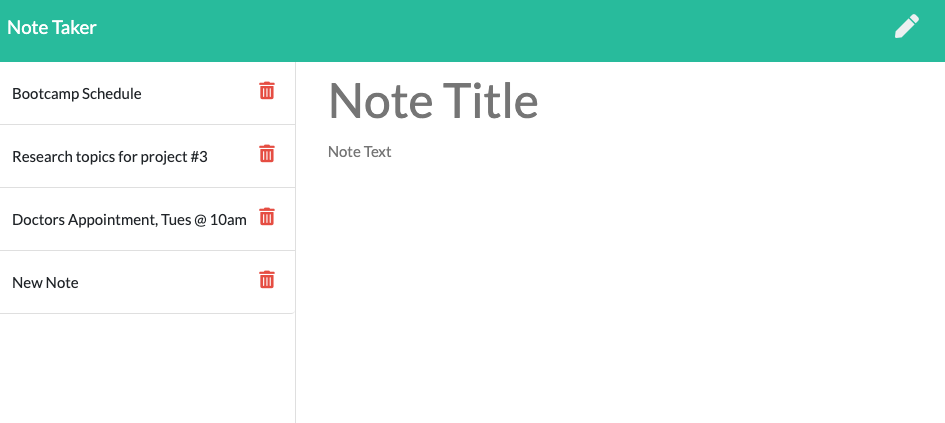 Note Taker
Bootcamp Schedule
Research topics for project #3
Doctors Appointment, Tues @ 10am
New Note
Note Title
Note Text